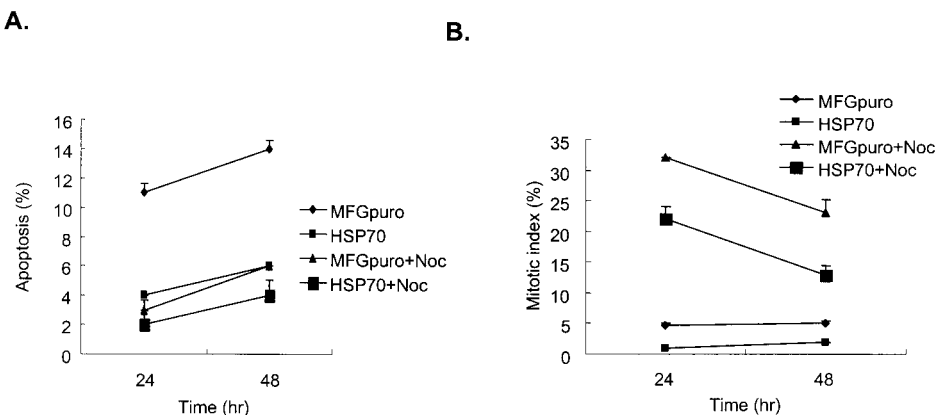 A.
Apoptosis (%)
16
14
12
10
8
6
4
2
0
24
48
Time (hr)
MFGpuro
HSP70
MFGpuro+Noc
HSP70+Noc
B.
MFGpuro
HSP70
MFGpuro+Noc
HSP70+Noc
Mitotic index (%)
35
30
25
20
15
10
5
0
24
48
Time (hr)